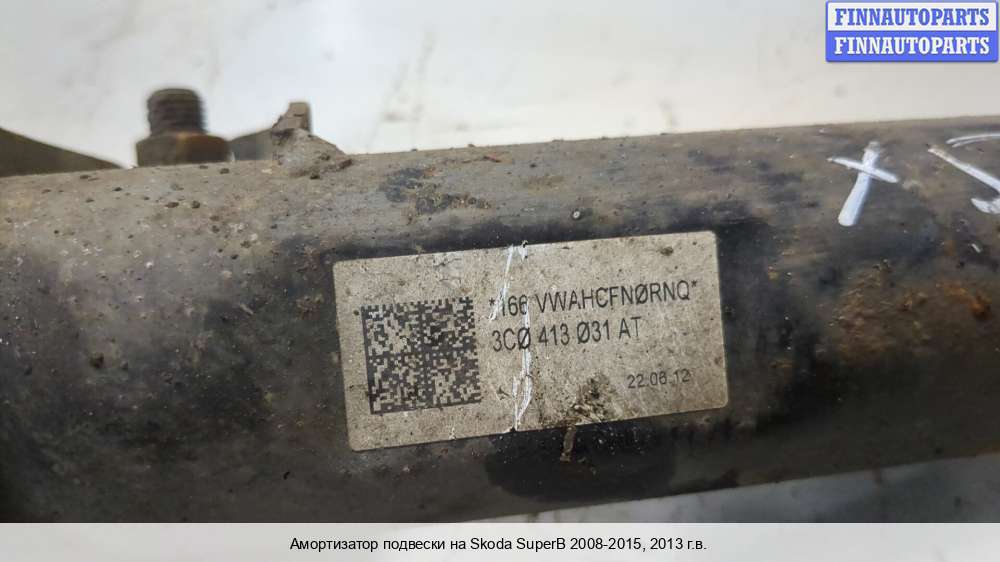 FINNAUTOPARTS
FINNAUTOPARTS
*166 VWAHCFNØRNQ*
3CØ 413 Ø31 AT
22.06.12
Амортизатор подвески на Skoda SuperB 2008-2015, 2013 г.в.